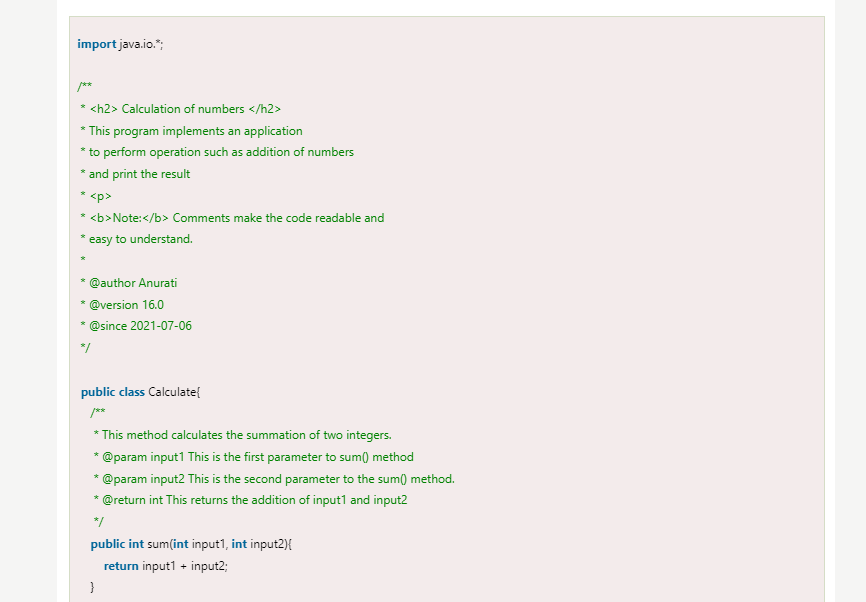 import java.io.*;
/**
* <h2> Calculation of numbers </h2>
* This program implements an application
* to perform operation such as addition of numbers
* and print the result
* <p>
* <b>Note:</b> Comments make the code readable and
* easy to understand.
*
* @author Anurati
* @version 16.0
* @since 2021-07-06
*/
public class Calculate{
/**
* This method calculates the summation of two integers.
* @param input1 This is the first parameter to sum() method
* @param input2 This is the second parameter to the sum() method.
* @return int This returns the addition of input1 and input2
*/
public int sum(int input1, int input2){
return input1 + input2;
}